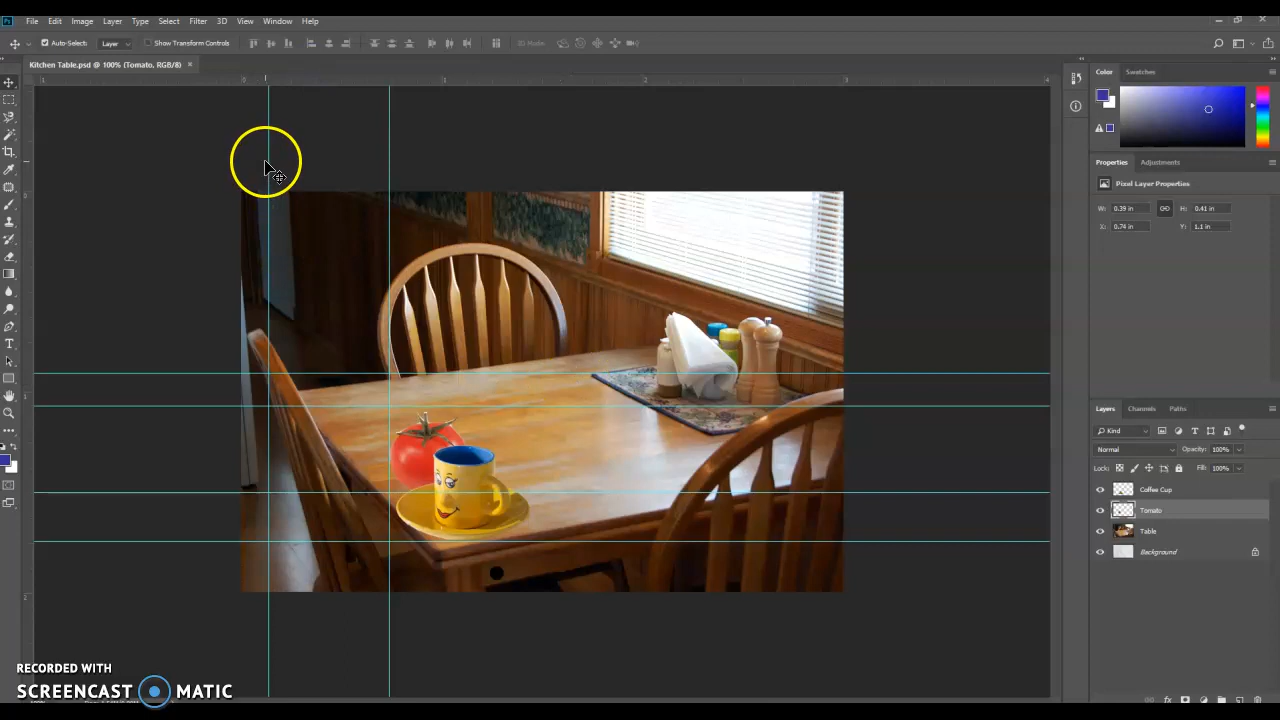 Ps File Edit Image Layer Type Select Filter 3D View Window Help
Auto-Select: Layer Show Transform Controls 3D Mode:
Kitchen Table.psd @ 100% (Tomato, RGB/8) ×
Color Swatches
Properties Adjustments
Pixel Layer Properties
W: 0.39 in H: 0.41 in
X: 0.74 in Y: 1.1 in
Layers Channels Paths
Kind
Normal Opacity: 100%
Lock: Fill: 100%
Coffee Cup
Tomato
Table
Background
RECORDED WITH
SCREENCAST MATIC